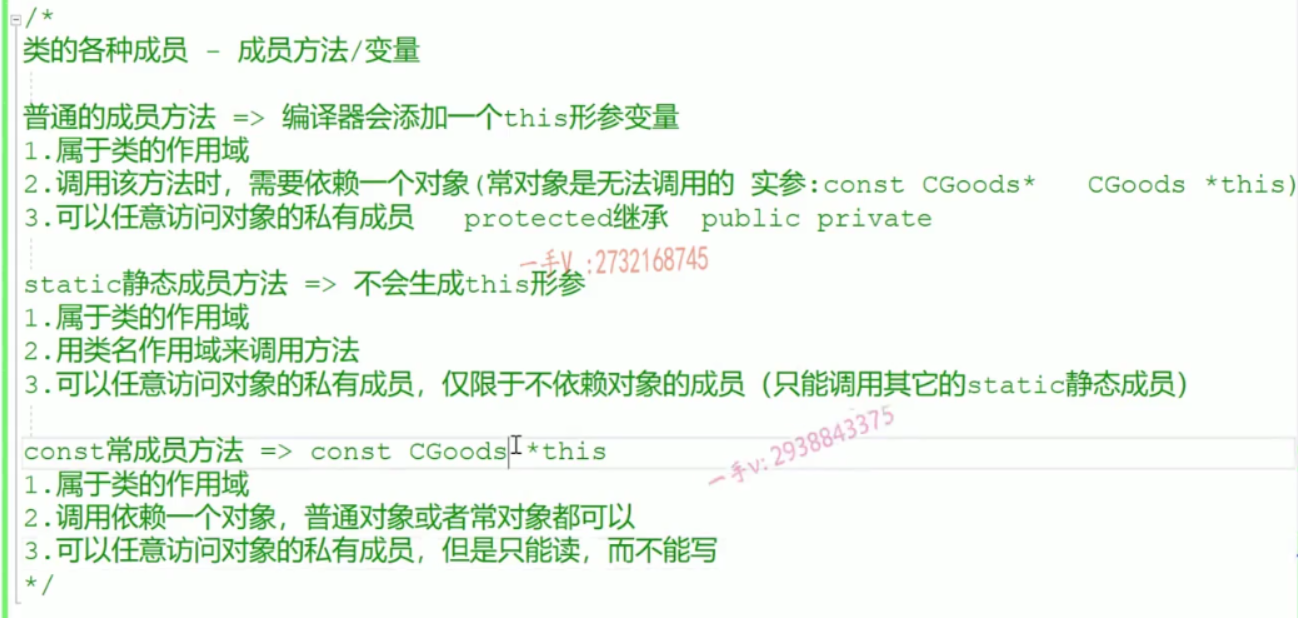 /*
类的各种成员 - 成员方法/变量
普通的成员方法 => 编译器会添加一个this形参变量
1.属于类的作用域
2.调用该方法时，需要依赖一个对象(常对象是无法调用的 实参:const CGoods* CGoods *this)
3.可以任意访问对象的私有成员 protected继承 public private
一手V :2732168745
static静态成员方法 => 不会生成this形参
1.属于类的作用域
2.用类名作用域来调用方法
3.可以任意访问对象的私有成员，仅限于不依赖对象的成员（只能调用其它的static静态成员）
一手v: 2938843375
const常成员方法 => const CGoods *this
1.属于类的作用域
2.调用依赖一个对象，普通对象或者常对象都可以
3.可以任意访问对象的私有成员，但是只能读，而不能写
*/